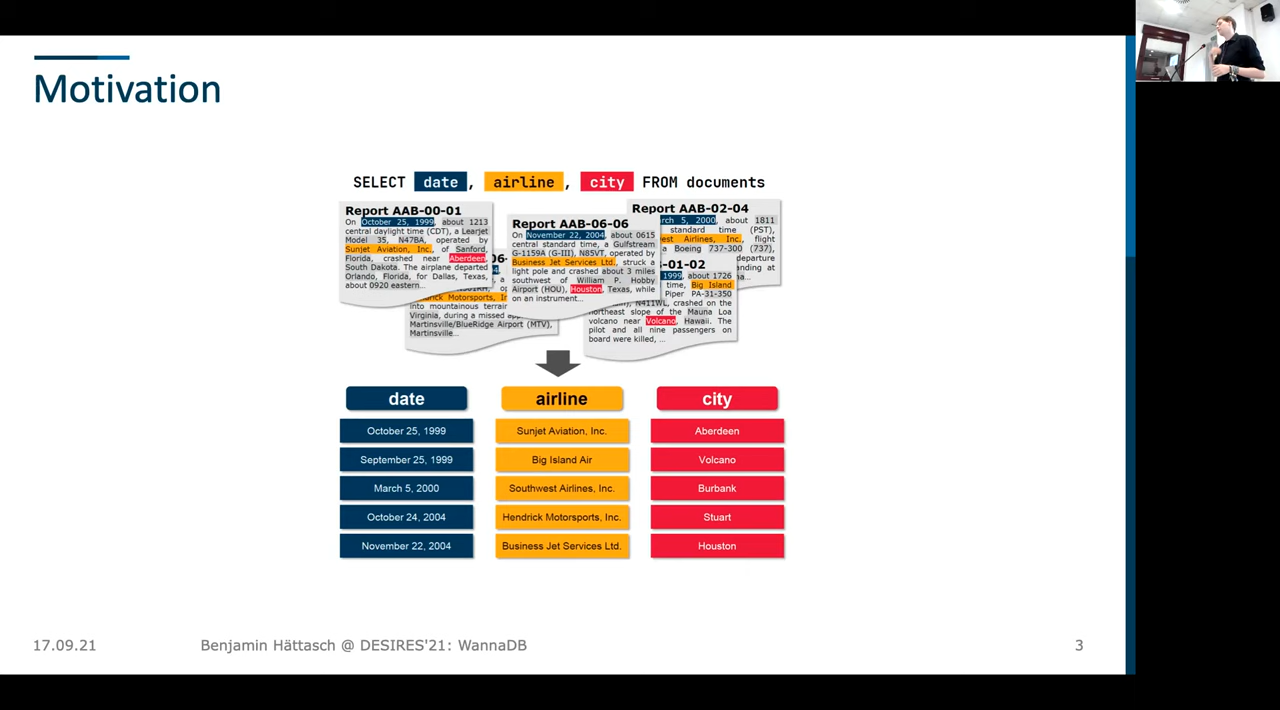 Motivation
SELECT date, airline, city FROM documents
Report AAB-00-01
On October 25, 1999, about 1213
central daylight time (CDT), a Learjet
Model 35, N47BA, operated by
Sunjet Aviation, Inc., of Sanford,
Florida, crashed near Aberdeen,
South Dakota. The airplane departed
Orlando, Florida, for Dallas, Texas,
about 0920 eastern...
Motorsports,
into mountainous terrain
Virginia, during a missed
Martinsville/BlueRidge Airport (MTV),
Martinsville...
Report AAB-06-06
On November 22, 2004, about 0615
central standard time, a Gulfstream
G-1159A (G-III), N85VT, operated by
Business Jet Services Ltd., struck a
light pole and crashed about 3 miles
southwest of William P. Hobby
Airport (HOU), Houston, Texas, while
on an instrument...
Report AAB-02-04
5, 2000, about 1811
standard time (PST),
Airlines, Inc., flight
a Boeing 737-300 (737),
departure
landing at
-01-02
1999, about 1726
time, Big Island
Piper PA-31-350
N411WL, crashed on the
northeast slope of the Mauna Loa
volcano near Volcano, Hawaii. The
pilot and all nine passengers on
board were killed, ...
date airline city
October 25, 1999 Sunjet Aviation, Inc. Aberdeen
September 25, 1999 Big Island Air Volcano
March 5, 2000 Southwest Airlines, Inc. Burbank
October 24, 2004 Hendrick Motorsports, Inc. Stuart
November 22, 2004 Business Jet Services Ltd. Houston
17.09.21 Benjamin Hättasch @ DESIRES'21: WannaDB 3